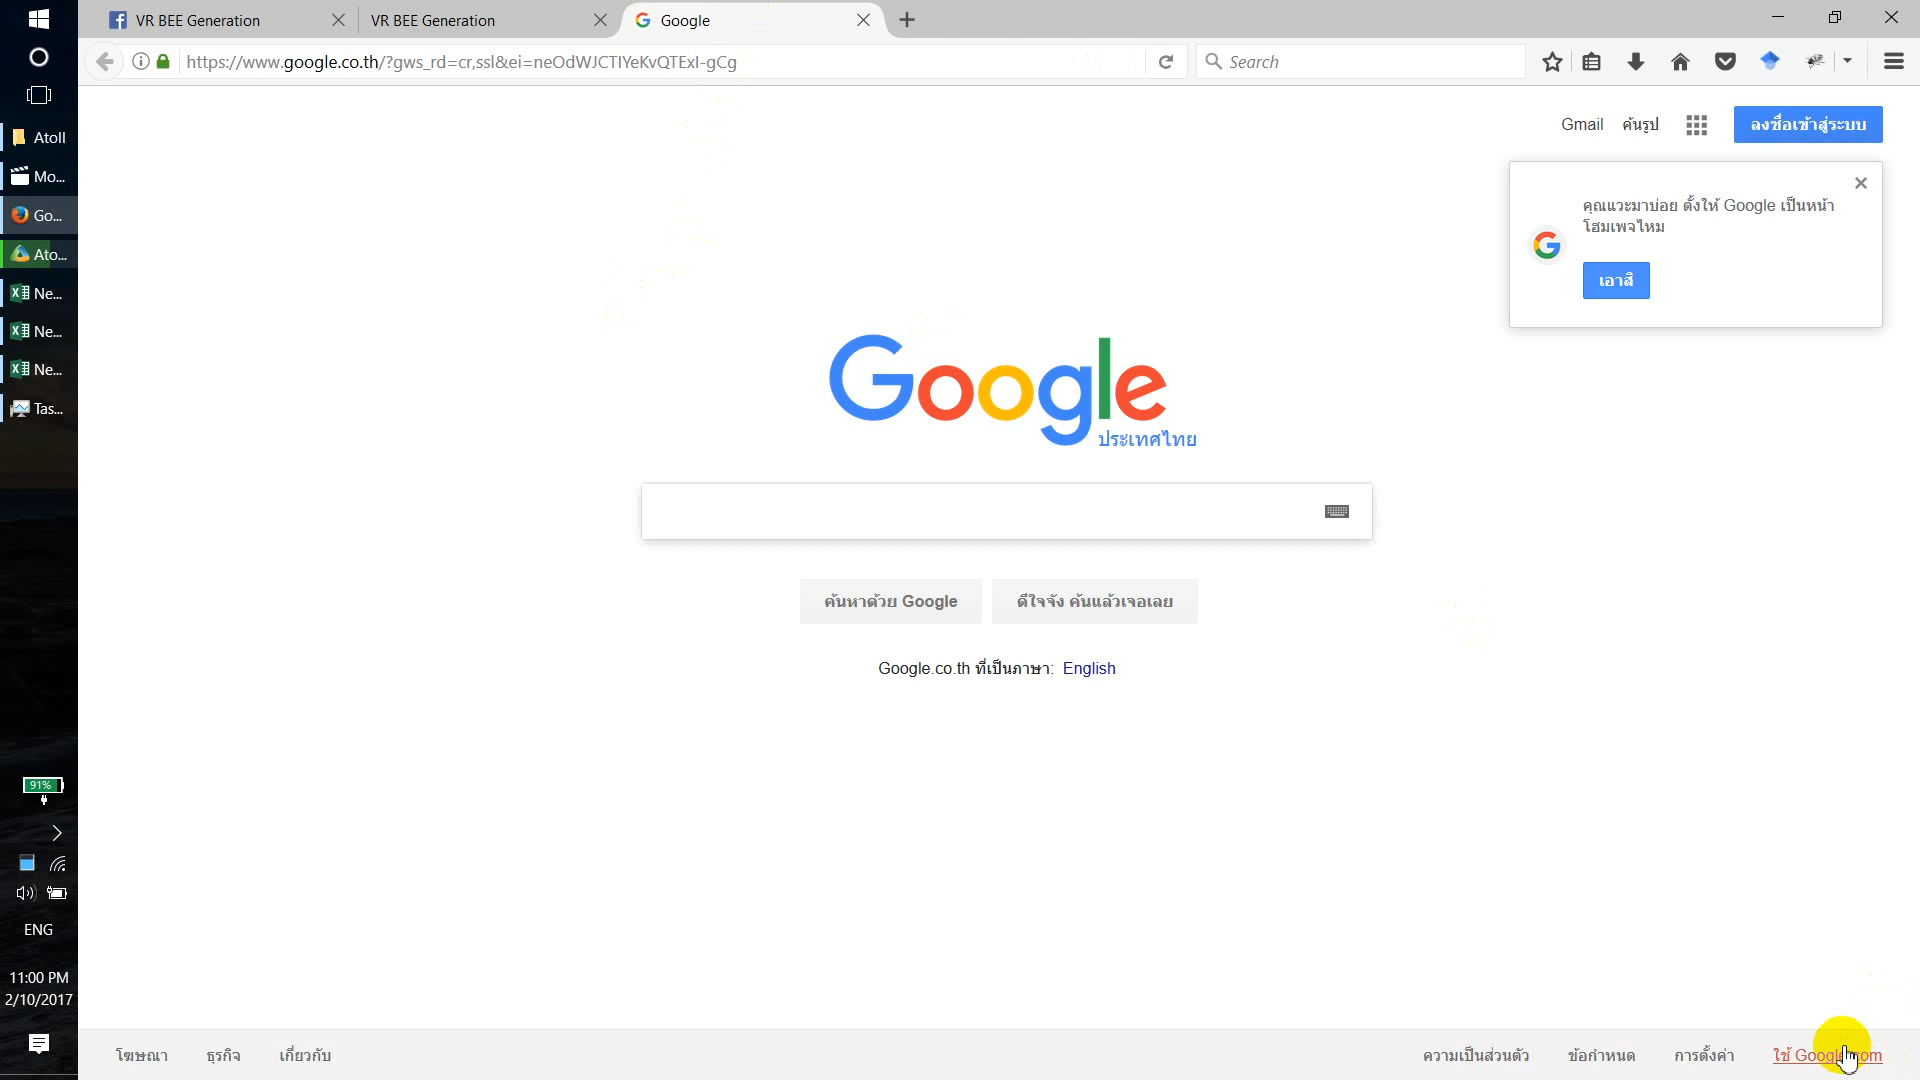 VR BEE Generation
VR BEE Generation
Google
https://www.google.co.th/?gws_rd=cr,ssl&ei=neOdWJCTIYeKvQTExI-gCg
Search
Atoll
Mo...
Go...
Ato...
Ne...
Ne...
Ne...
Tas...
91%
ENG
11:00 PM
2/10/2017
Gmail ค้นรูป ลงชื่อเข้าสู่ระบบ
คุณแวะมาบ่อย ตั้งให้ Google เป็นหน้า
โฮมเพจไหม
เอาสิ
Google
ประเทศไทย
ค้นหาด้วย Google ดีใจจัง ค้นแล้วเจอเลย
Google.co.th ที่เป็นภาษา: English
โฆษณา ธุรกิจ เกี่ยวกับ ความเป็นส่วนตัว ข้อกำหนด การตั้งค่า ใช้ Google.com